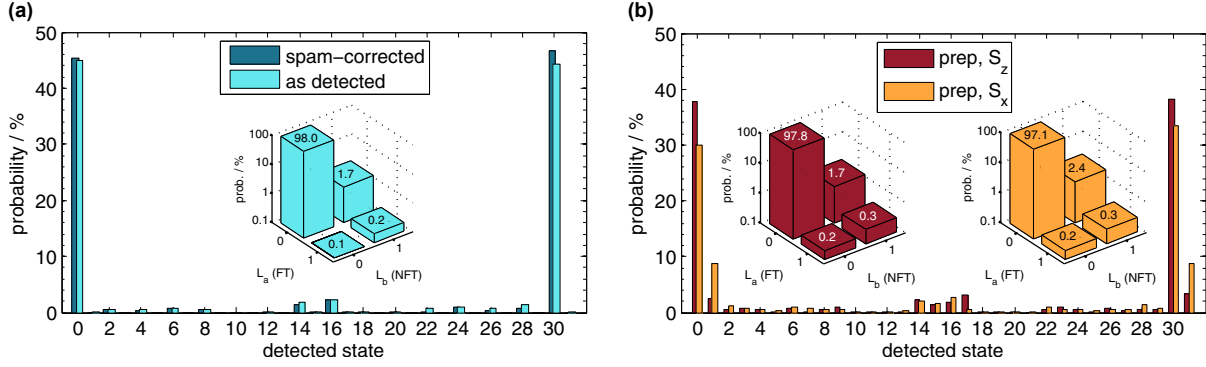 (a)
50
40
30
20
10
0
probability / %
spam-corrected
as detected
100
10
1
0.1
prob. / %
98.0
1.7
0.2
0.1
0
1
0
1
L_a (FT)
L_b (NFT)
0 2 4 6 8 10 12 14 16 18 20 22 24 26 28 30
detected state
(b)
50
40
30
20
10
0
probability / %
prep, S_z
prep, S_x
100
10
1
0.1
prob. / %
97.8
1.7
0.3
0.2
0
1
0
1
L_a (FT)
L_b (NFT)
100
10
1
0.1
prob. / %
97.1
2.4
0.3
0.2
0
1
0
1
L_a (FT)
L_b (NFT)
0 2 4 6 8 10 12 14 16 18 20 22 24 26 28 30
detected state